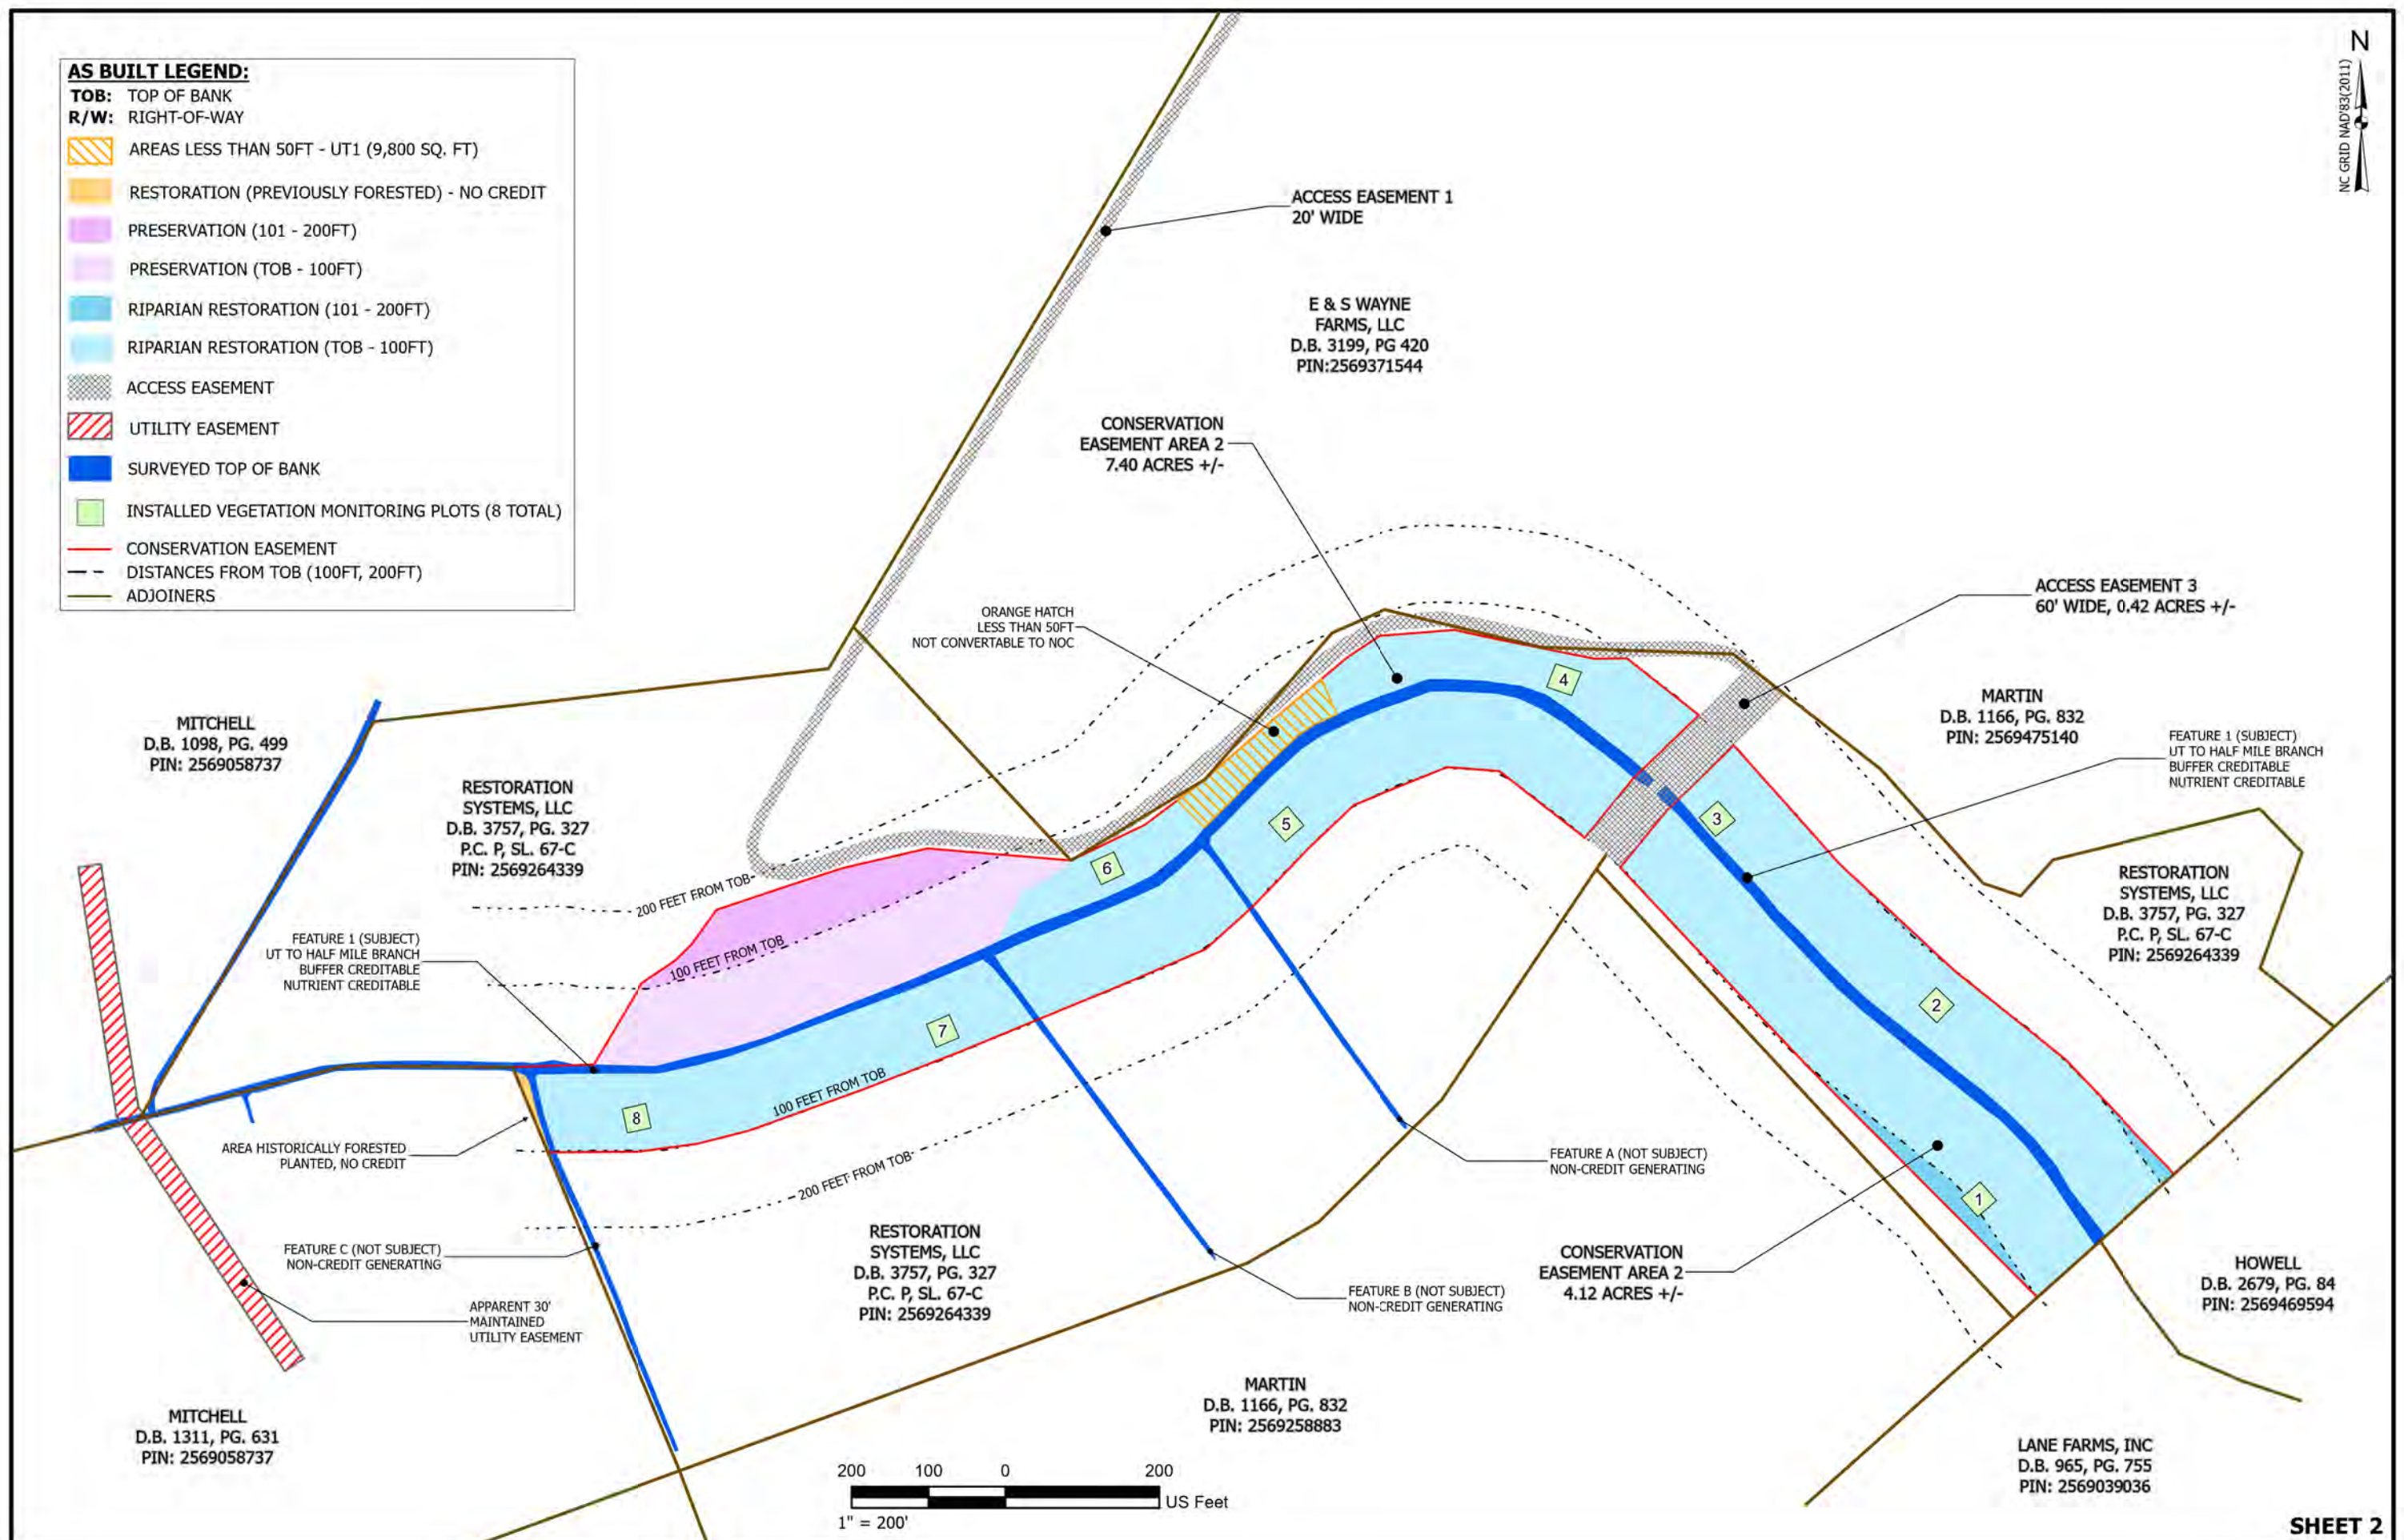 AS BUILT LEGEND:
TOB: TOP OF BANK
R/W: RIGHT-OF-WAY
AREAS LESS THAN 50FT - UT1 (9,800 SQ. FT)
RESTORATION (PREVIOUSLY FORESTED) - NO CREDIT
PRESERVATION (101 - 200FT)
PRESERVATION (TOB - 100FT)
RIPARIAN RESTORATION (101 - 200FT)
RIPARIAN RESTORATION (TOB - 100FT)
ACCESS EASEMENT
UTILITY EASEMENT
SURVEYED TOP OF BANK
INSTALLED VEGETATION MONITORING PLOTS (8 TOTAL)
CONSERVATION EASEMENT
DISTANCES FROM TOB (100FT, 200FT)
ADJOINERS
N
NC GRID NAD'83(2011)
ACCESS EASEMENT 1
20' WIDE
E & S WAYNE
FARMS, LLC
D.B. 3199, PG 420
PIN:2569371544
CONSERVATION
EASEMENT AREA 2
7.40 ACRES +/-
ORANGE HATCH
LESS THAN 50FT
NOT CONVERTABLE TO NOC
ACCESS EASEMENT 3
60' WIDE, 0.42 ACRES +/-
MARTIN
D.B. 1166, PG. 832
PIN: 2569475140
FEATURE 1 (SUBJECT)
UT TO HALF MILE BRANCH
BUFFER CREDITABLE
NUTRIENT CREDITABLE
MITCHELL
D.B. 1098, PG. 499
PIN: 2569058737
RESTORATION
SYSTEMS, LLC
D.B. 3757, PG. 327
P.C. P, SL. 67-C
PIN: 2569264339
RESTORATION
SYSTEMS, LLC
D.B. 3757, PG. 327
P.C. P, SL. 67-C
PIN: 2569264339
4
3
5
6
200 FEET FROM TOB
100 FEET FROM TOB
FEATURE 1 (SUBJECT)
UT TO HALF MILE BRANCH
BUFFER CREDITABLE
NUTRIENT CREDITABLE
2
7
8
100 FEET FROM TOB
200 FEET FROM TOB
1
AREA HISTORICALLY FORESTED
PLANTED, NO CREDIT
FEATURE A (NOT SUBJECT)
NON-CREDIT GENERATING
FEATURE C (NOT SUBJECT)
NON-CREDIT GENERATING
RESTORATION
SYSTEMS, LLC
D.B. 3757, PG. 327
P.C. P, SL. 67-C
PIN: 2569264339
FEATURE B (NOT SUBJECT)
NON-CREDIT GENERATING
CONSERVATION
EASEMENT AREA 2
4.12 ACRES +/-
HOWELL
D.B. 2679, PG. 84
PIN: 2569469594
APPARENT 30'
MAINTAINED
UTILITY EASEMENT
MITCHELL
D.B. 1311, PG. 631
PIN: 2569058737
MARTIN
D.B. 1166, PG. 832
PIN: 2569258883
LANE FARMS, INC
D.B. 965, PG. 755
PIN: 2569039036
200 100 0 200
US Feet
1" = 200'
SHEET 2